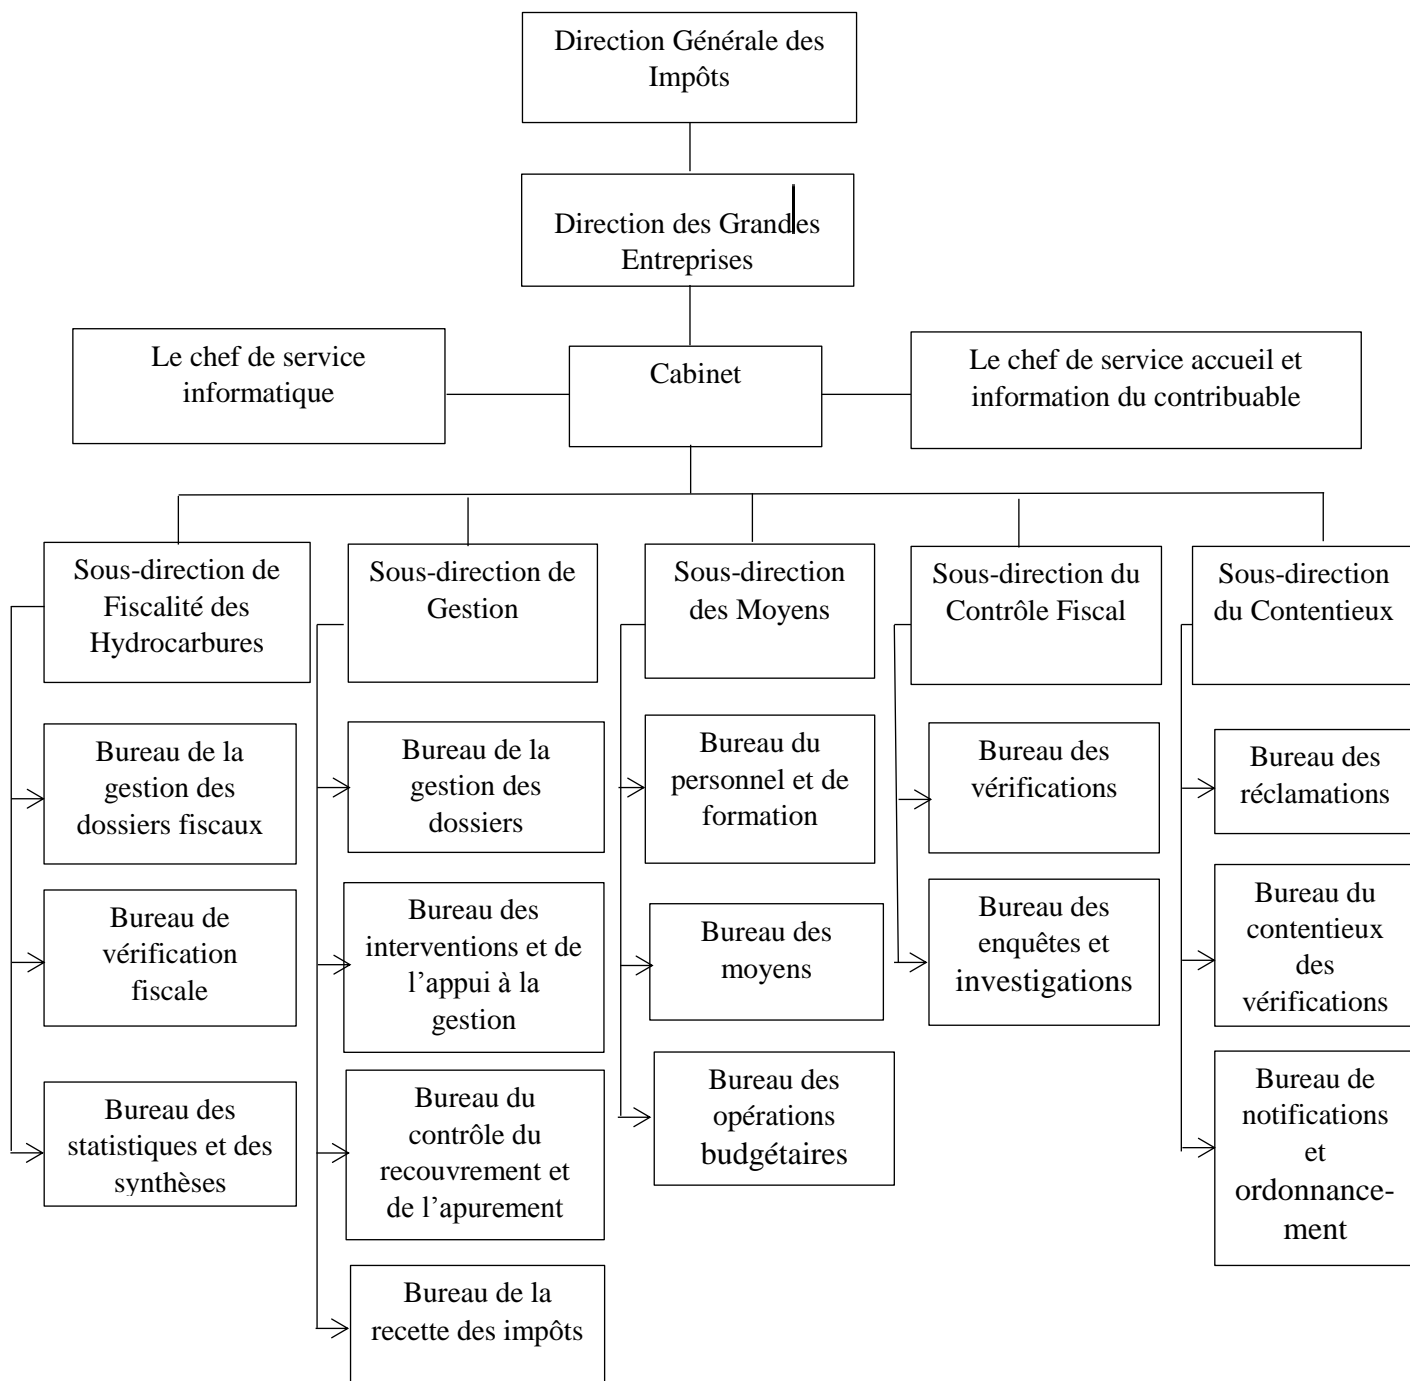 Direction Générale des
Impôts
Direction des Grandes
Entreprises
Le chef de service
informatique
Cabinet
Le chef de service accueil et
information du contribuable
Sous-direction de
Fiscalité des
Hydrocarbures
Sous-direction de
Gestion
Sous-direction
des Moyens
Sous-direction du
Contrôle Fiscal
Sous-direction
du Contentieux
Bureau de la
gestion des
dossiers fiscaux
Bureau de la
gestion des
dossiers
Bureau du
personnel et de
formation
Bureau des
vérifications
Bureau des
réclamations
Bureau de
vérification
fiscale
Bureau des
interventions et de
l’appui à la
gestion
Bureau des
moyens
Bureau des
enquêtes et
investigations
Bureau du
contentieux
des
vérifications
Bureau des
statistiques et des
synthèses
Bureau du
contrôle du
recouvrement et
de l’apurement
Bureau des
opérations
budgétaires
Bureau de
notifications
et
ordonnance-
ment
Bureau de la
recette des impôts